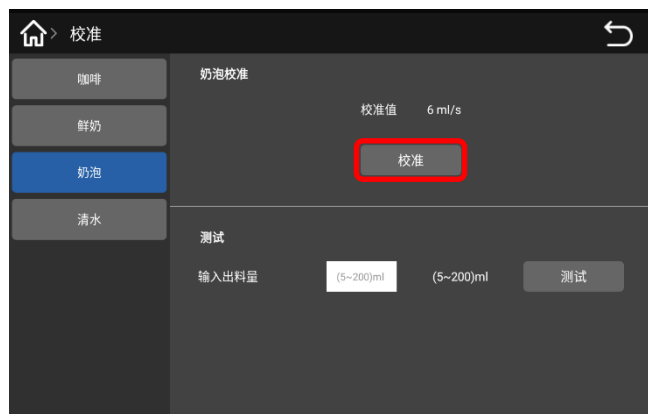 校准
咖啡
鲜奶
奶泡
清水
奶泡校准
校准值 6 ml/s
校准
测试
输入出料量 (5~200)ml (5~200)ml 测试